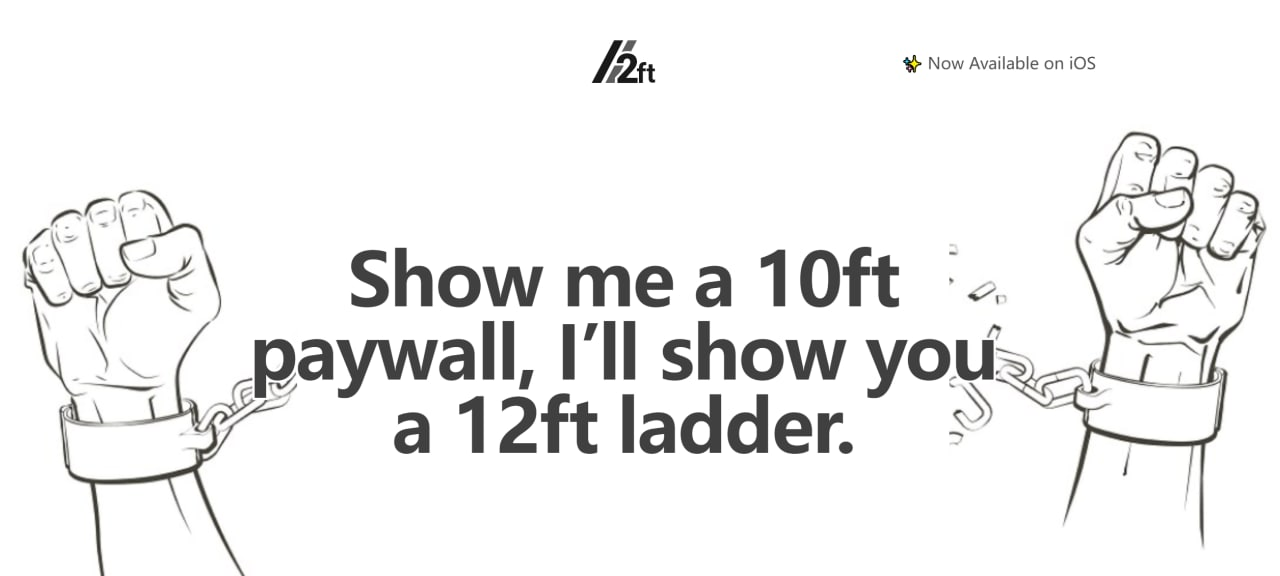 12ft
Now Available on iOS
Show me a 10ft
paywall, I’ll show you
a 12ft ladder.